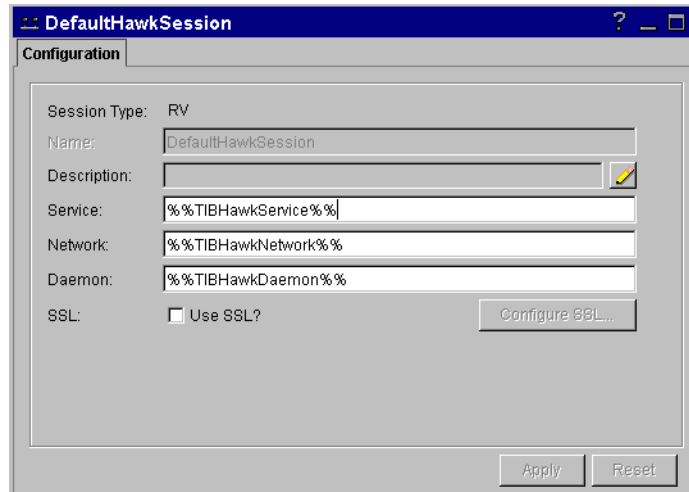 DefaultHawkSession ?
Configuration
Session Type: RV
Name: DefaultHawkSession
Description:
Service: %%TIBHawkService%%
Network: %%TIBHawkNetwork%%
Daemon: %%TIBHawkDaemon%%
SSL: Use SSL? Configure SSL...
Apply Reset